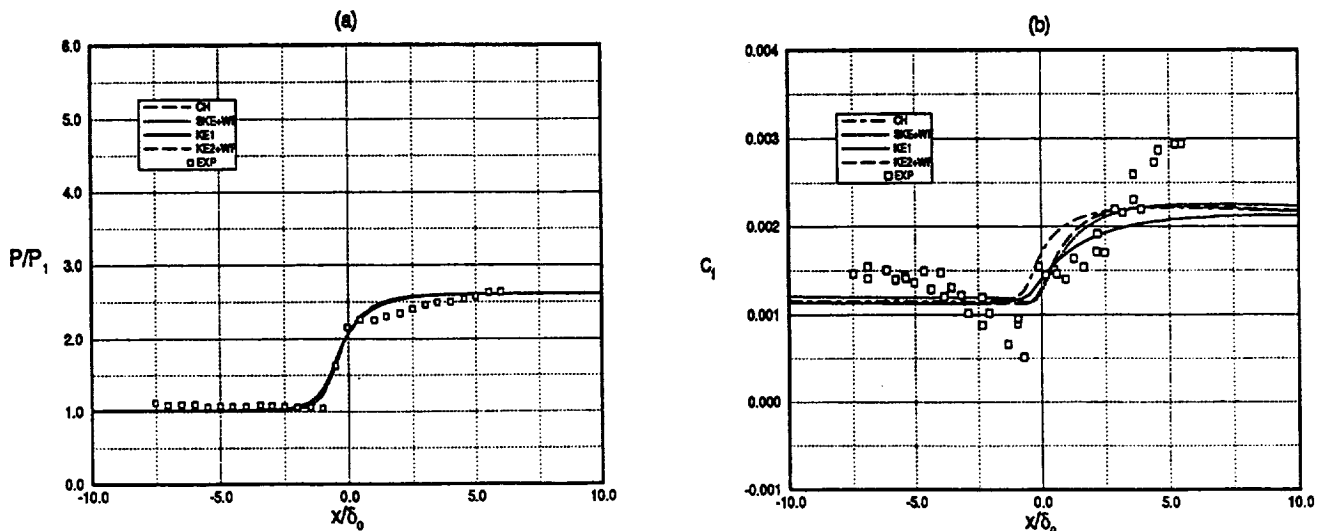 (a)
6.0
5.0
4.0
3.0
2.0
1.0
0.0
P/P₁
CH
SKE+WF
KE1
KE2+WF
EXP
-10.0 -5.0 0.0 5.0 10.0
x/δ₀
(b)
0.004
0.003
0.002
0.001
0.000
-0.001
C_f
CH
SKE+WF
KE1
KE2+WF
EXP
-10.0 -5.0 0.0 5.0 10.0
x/δ₀